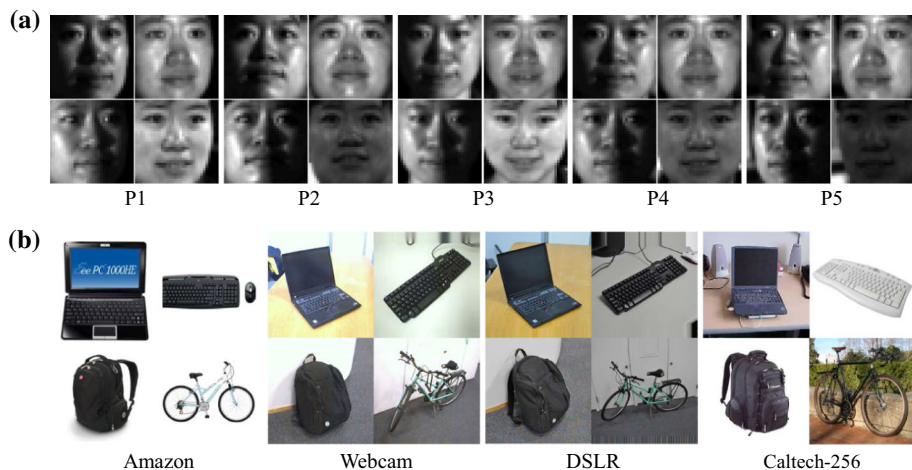 (a)
P1 P2 P3 P4 P5
(b)
Eee PC 1000HE
Amazon Webcam DSLR Caltech-256